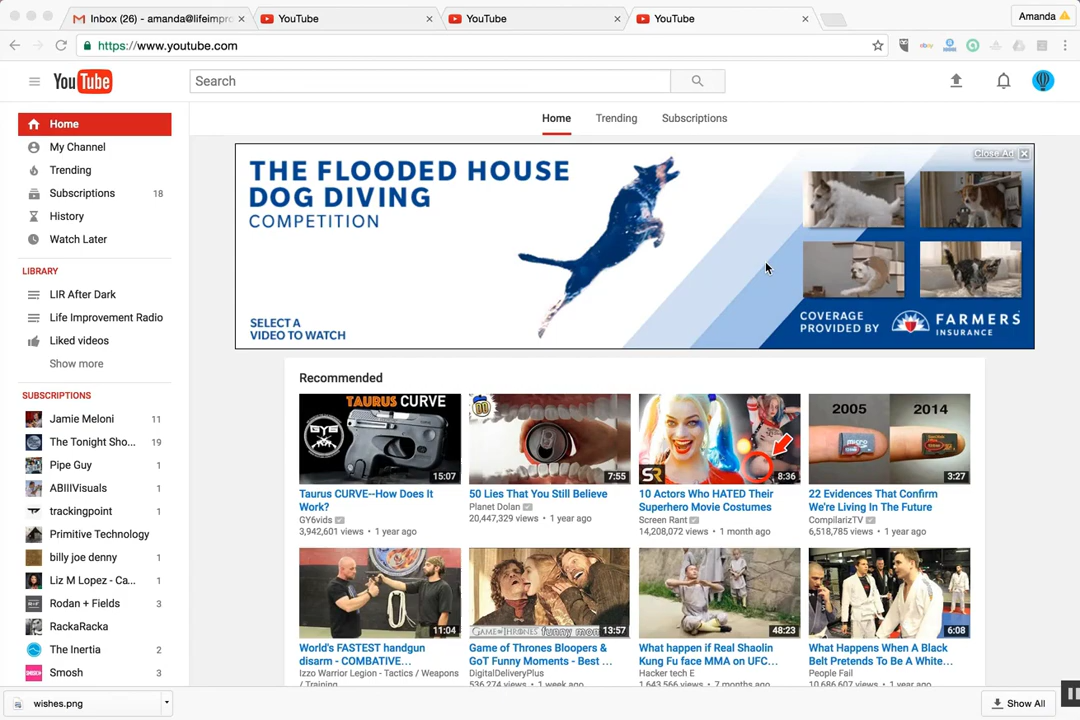 Inbox (26) - amanda@lifeimpro
YouTube
YouTube
YouTube
Amanda
https://www.youtube.com
ebay
YouTube
Search
Home
My Channel
Trending
Subscriptions 18
History
Watch Later
LIBRARY
LIR After Dark
Life Improvement Radio
Liked videos
Show more
SUBSCRIPTIONS
Jamie Meloni 11
The Tonight Sho... 19
Pipe Guy 1
ABIIIVisuals 1
trackingpoint 1
Primitive Technology
billy joe denny 1
Liz M Lopez - Ca... 1
Rodan + Fields 3
RackaRacka
The Inertia 2
Smosh 3
Home Trending Subscriptions
Close Ad X
THE FLOODED HOUSE
DOG DIVING
COMPETITION
SELECT A
VIDEO TO WATCH
COVERAGE
PROVIDED BY
FARMERS
INSURANCE
Recommended
TAURUS CURVE
GY6
15:07
Taurus CURVE--How Does It
Work?
GY6vids
3,942,601 views • 1 year ago
7:55
50 Lies That You Still Believe
Planet Dolan
20,447,329 views • 1 year ago
SR
8:36
10 Actors Who HATED Their
Superhero Movie Costumes
Screen Rant
14,208,072 views • 1 month ago
2005 2014
micro
3:27
22 Evidences That Confirm
We're Living In The Future
CompilarizTV
6,518,785 views • 1 year ago
11:04
World's FASTEST handgun
disarm - COMBATIVE...
Izzo Warrior Legion - Tactics / Weapons
/ Training
GAME OF THRONES funny mom
13:57
Game of Thrones Bloopers &
GoT Funny Moments - Best ...
DigitalDeliveryPlus
536,274 views • 1 week ago
48:23
What happen if Real Shaolin
Kung Fu face MMA on UFC...
Hacker tech E
1,643,566 views • 7 months ago
6:08
What Happens When A Black
Belt Pretends To Be A White...
People Fail
10,686,607 views • 1 year ago
wishes.png
Show All